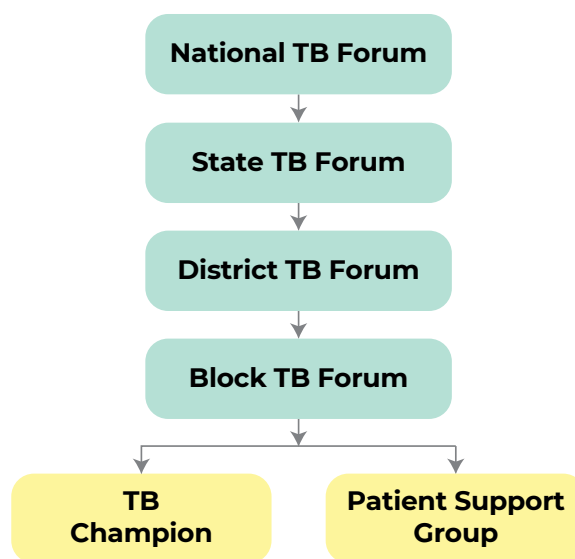 National TB Forum
State TB Forum
District TB Forum
Block TB Forum
TB
Champion
Patient Support
Group